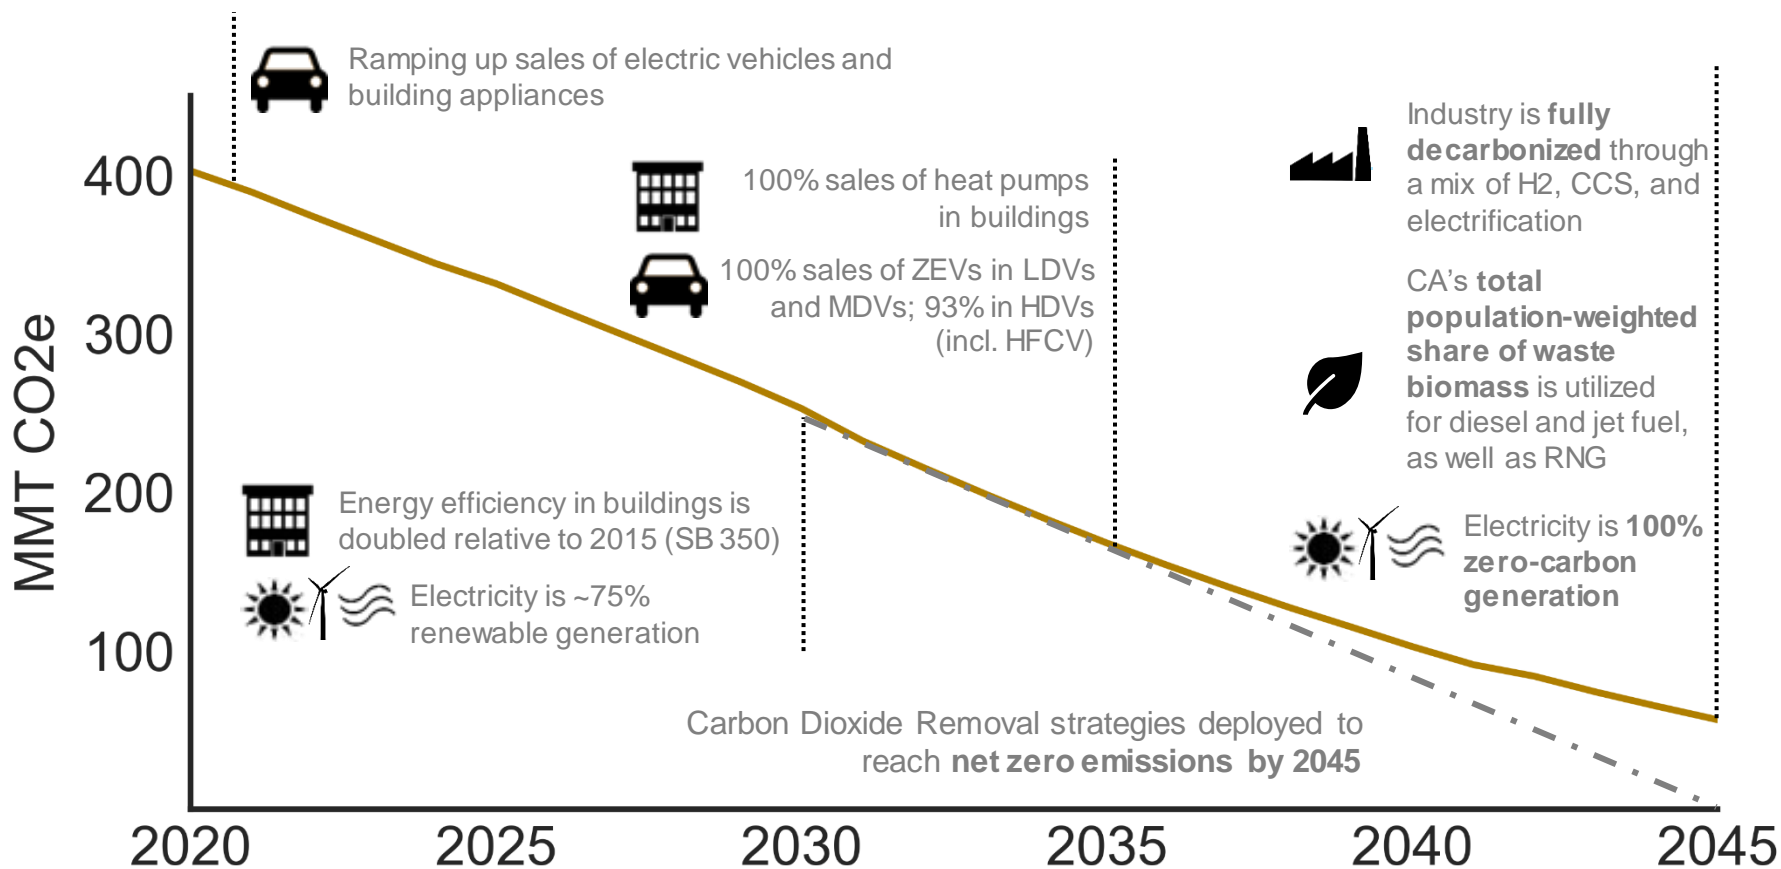 Ramping up sales of electric vehicles and
building appliances
MMT CO2e
400
300
200
100
100% sales of heat pumps
in buildings
100% sales of ZEVs in LDVs
and MDVs; 93% in HDVs
(incl. HFCV)
Industry is fully
decarbonized through
a mix of H2, CCS, and
electrification
CA's total
population-weighted
share of waste
biomass is utilized
for diesel and jet fuel,
as well as RNG
Electricity is 100%
zero-carbon
generation
Energy efficiency in buildings is
doubled relative to 2015 (SB 350)
Electricity is ~75%
renewable generation
Carbon Dioxide Removal strategies deployed to
reach net zero emissions by 2045
2020 2025 2030 2035 2040 2045